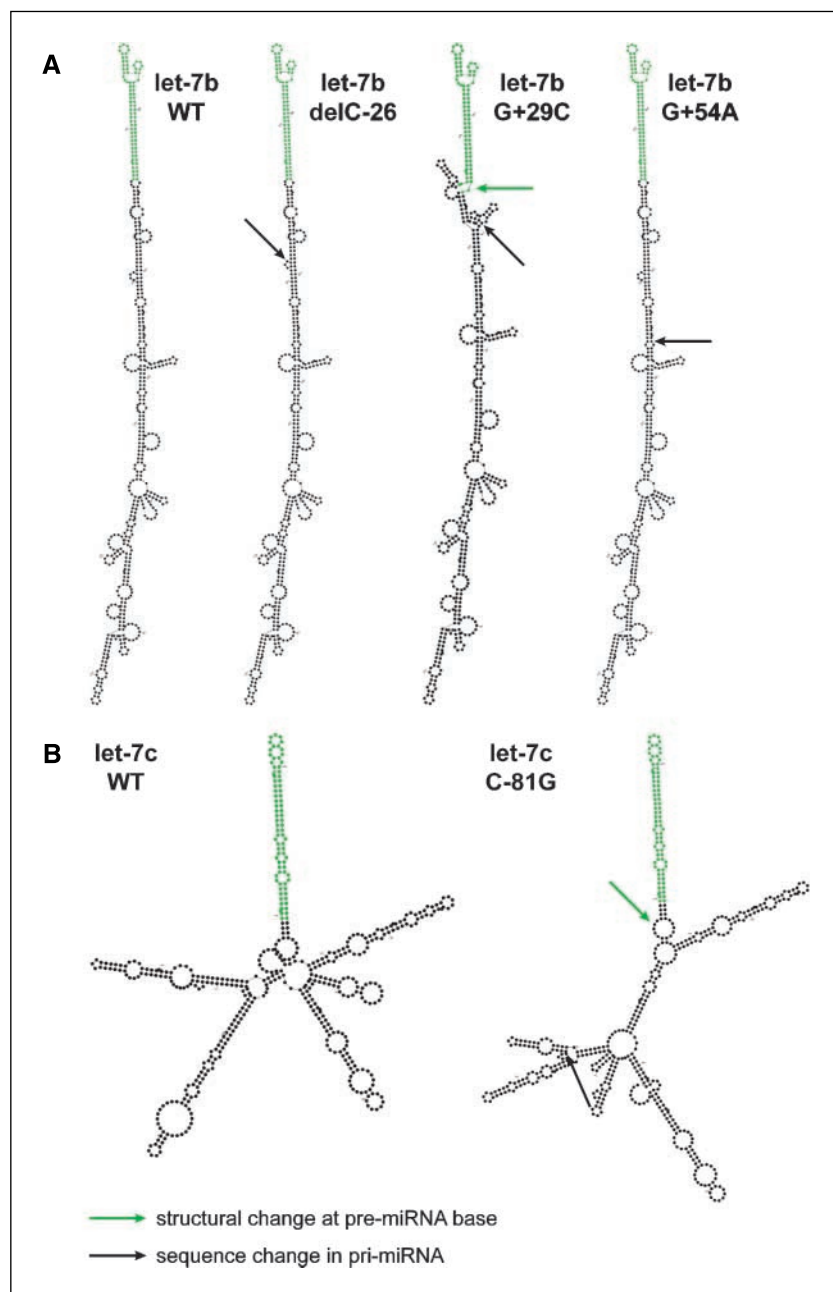 A
let-7b
WT
let-7b
delC-26
let-7b
G+29C
let-7b
G+54A
B
let-7c
WT
let-7c
C-81G
structural change at pre-miRNA base
sequence change in pri-miRNA